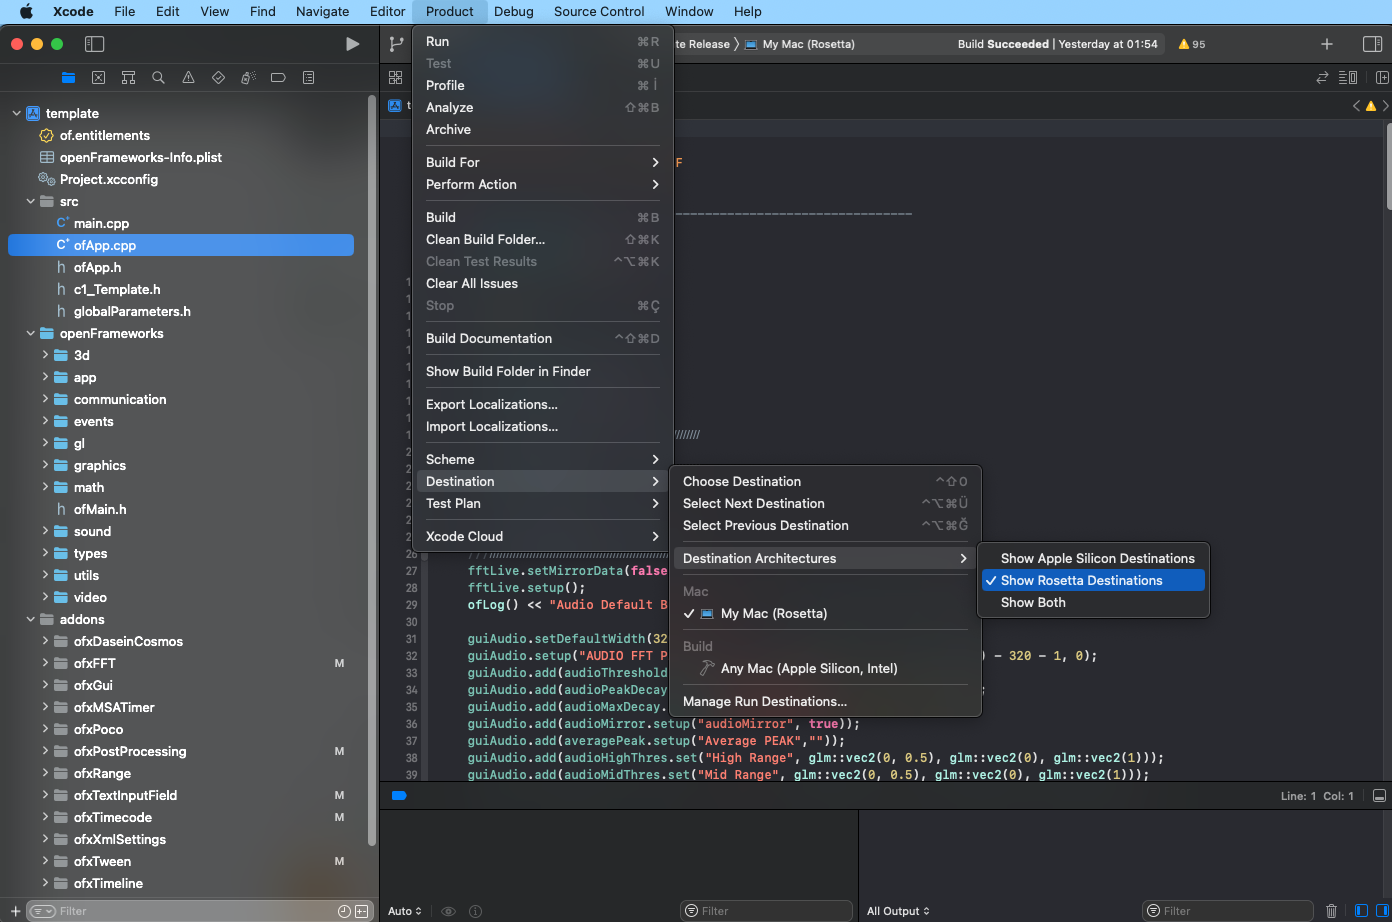 Xcode File Edit View Find Navigate Editor Product Debug Source Control Window Help
te Release My Mac (Rosetta) Build Succeeded | Yesterday at 01:54 95
template
of.entitlements
openFrameworks-Info.plist
Project.xcconfig
src
main.cpp
ofApp.cpp
ofApp.h
c1_Template.h
globalParameters.h
openFrameworks
3d
app
communication
events
gl
graphics
math
ofMain.h
sound
types
utils
video
addons
ofxDaseinCosmos
ofxFFT M
ofxGui
ofxMSATimer
ofxPoco
ofxPostProcessing M
ofxRange
ofxTextInputField M
ofxTimecode M
ofxXmlSettings
ofxTween M
ofxTimeline
Filter
Run ⌘R
Test ⌘U
Profile ⌘İ
Analyze ⇧⌘B
Archive
Build For
Perform Action
Build ⌘B
Clean Build Folder... ⇧⌘K
Clean Test Results ^⌥⌘K
Clear All Issues
Stop ⌘Ç
Build Documentation ^⇧⌘D
Show Build Folder in Finder
Export Localizations...
Import Localizations...
Scheme
Destination
Test Plan
Xcode Cloud
Choose Destination ^⇧0
Select Next Destination ^⌥⌘Ü
Select Previous Destination ^⌥⌘Ğ
Destination Architectures
Mac
✓ My Mac (Rosetta)
Build
Any Mac (Apple Silicon, Intel)
Manage Run Destinations...
Show Apple Silicon Destinations
✓ Show Rosetta Destinations
Show Both
F
26
27 fftLive.setMirrorData(false
28 fftLive.setup();
29 ofLog() << "Audio Default B
30
31 guiAudio.setDefaultWidth(32
32 guiAudio.setup("AUDIO FFT P ) - 320 - 1, 0);
33 guiAudio.add(audioThreshold
34 guiAudio.add(audioPeakDecay ;
35 guiAudio.add(audioMaxDecay.
36 guiAudio.add(audioMirror.setup("audioMirror", true));
37 guiAudio.add(averagePeak.setup("Average PEAK",""));
38 guiAudio.add(audioHighThres.set("High Range", glm::vec2(0, 0.5), glm::vec2(0), glm::vec2(1)));
39 guiAudio.add(audioMidThres.set("Mid Range", glm::vec2(0, 0.5), glm::vec2(0), glm::vec2(1)));
Line: 1 Col: 1
Auto Filter All Output Filter